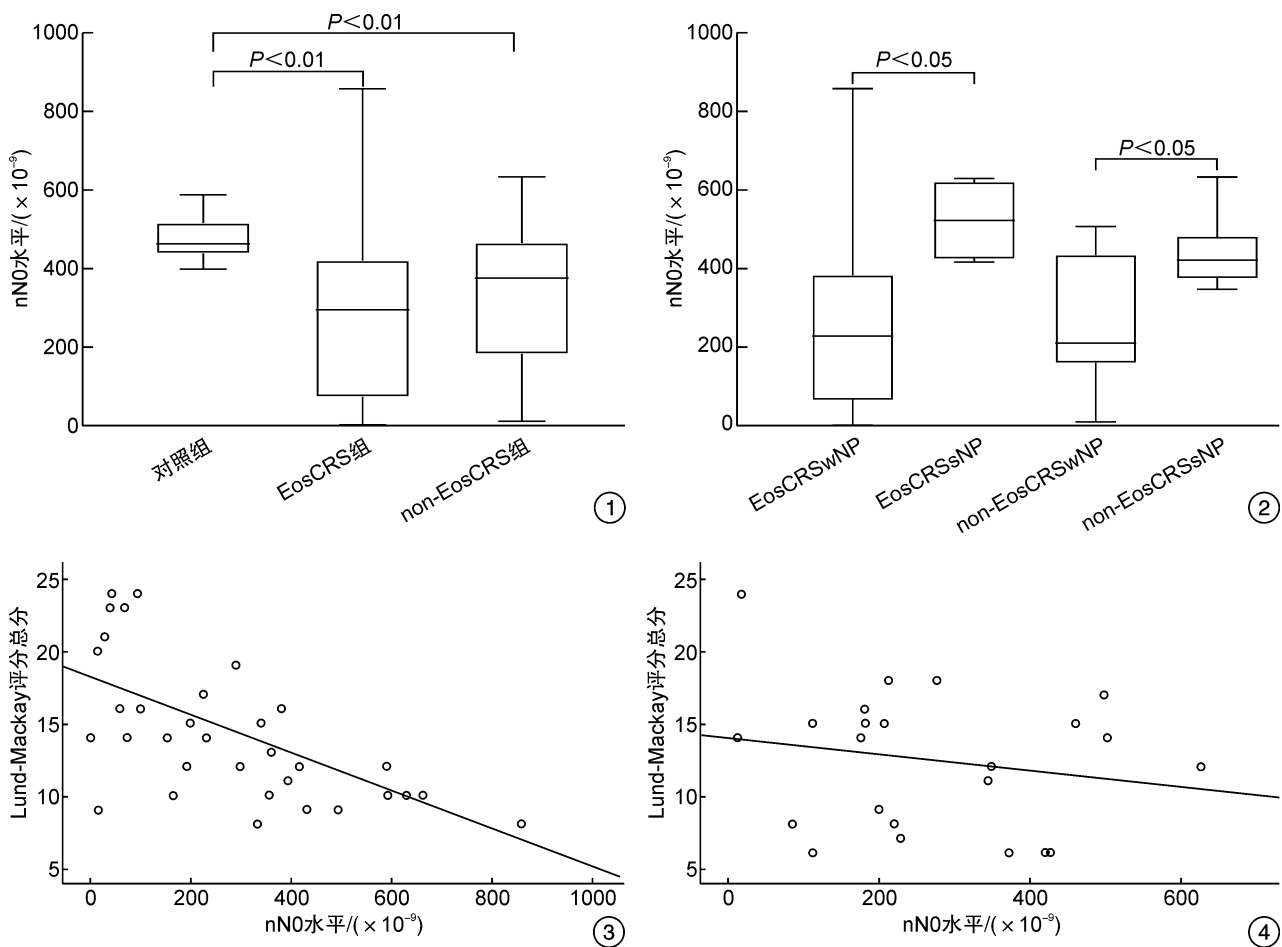 P<0.01
P<0.01
1000
800
600
400
200
0
nN0水平/(×10⁻⁹)
对照组
EosCRS组
non-EosCRS组
①
P<0.05
P<0.05
1000
800
600
400
200
0
nN0水平/(×10⁻⁹)
EosCRSwNP
EosCRSsNP
non-EosCRSwNP
non-EosCRSsNP
②
25
20
15
10
5
Lund-Mackay评分总分
0 200 400 600 800 1000
nN0水平/(×10⁻⁹)
③
25
20
15
10
5
Lund-Mackay评分总分
0 200 400 600
nN0水平/(×10⁻⁹)
④